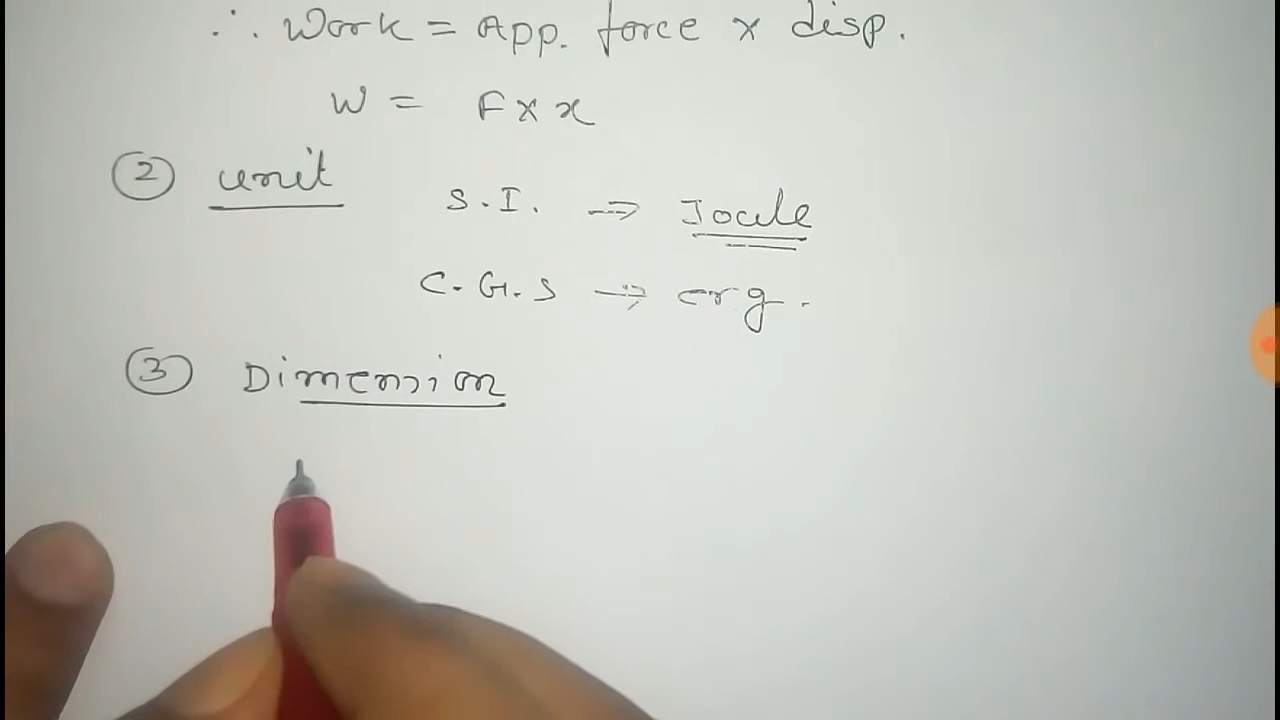 ∴ Work = App. force × disp.
W = F × x
② unit S.I. → Joule
C.G.S → erg.
③ Dimension